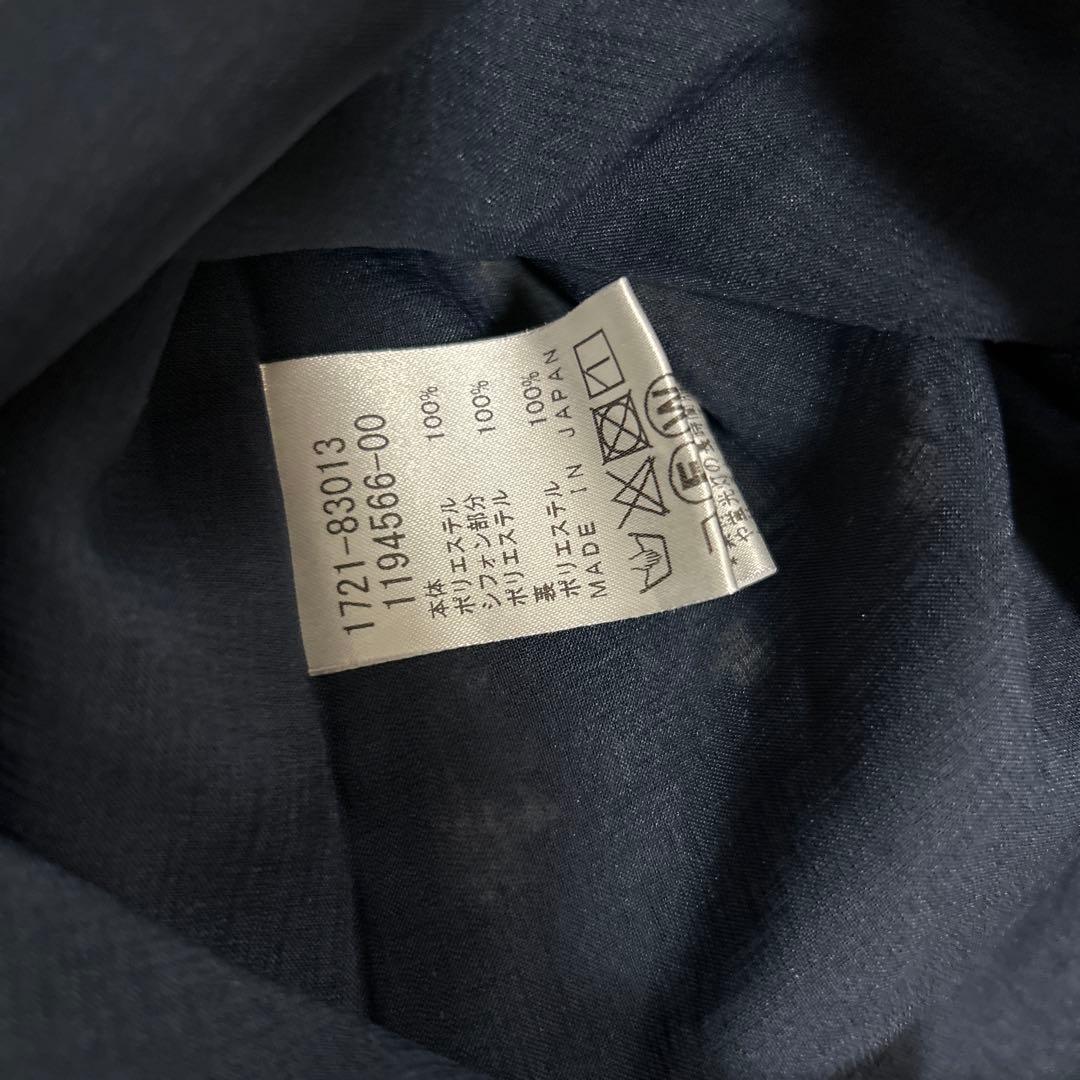 1721-83013
1194566-00
本体
ポリエステル 100%
シフォン部分
ポリエステル 100%
裏
ポリエステル 100%
MADE IN JAPAN
F W